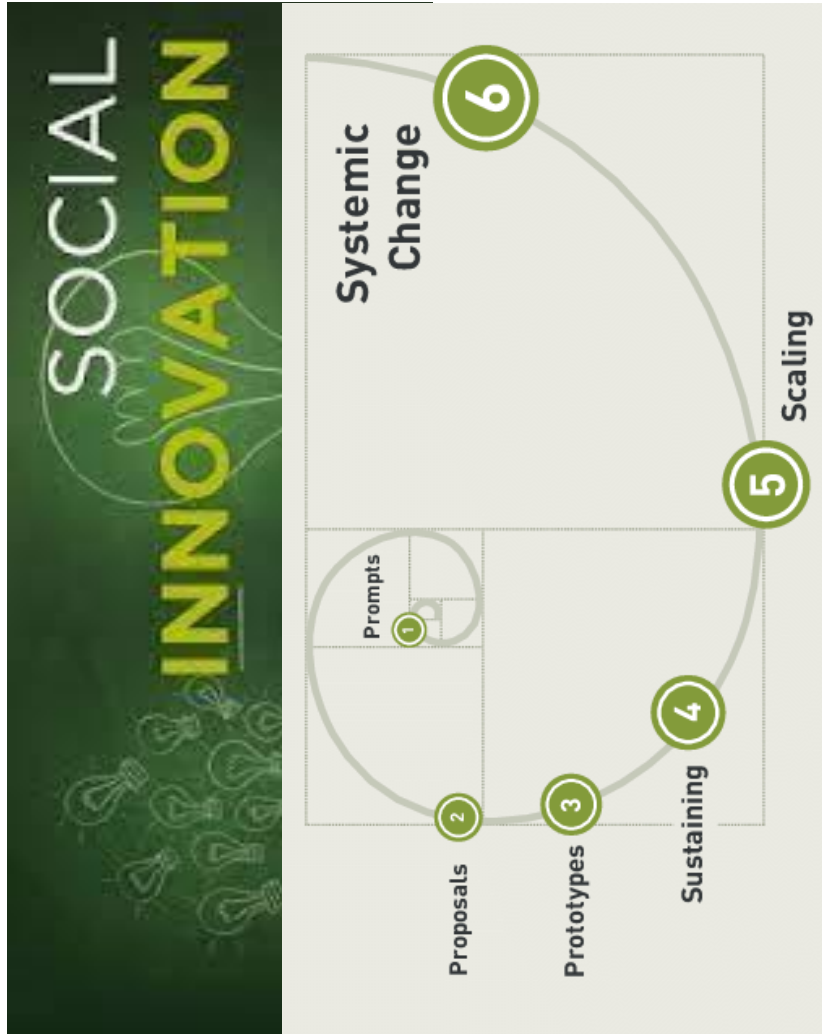 SOCIAL
INNOVATION
1
Prompts
2
Proposals
3
Prototypes
4
Sustaining
5
Scaling
6
Systemic
Change